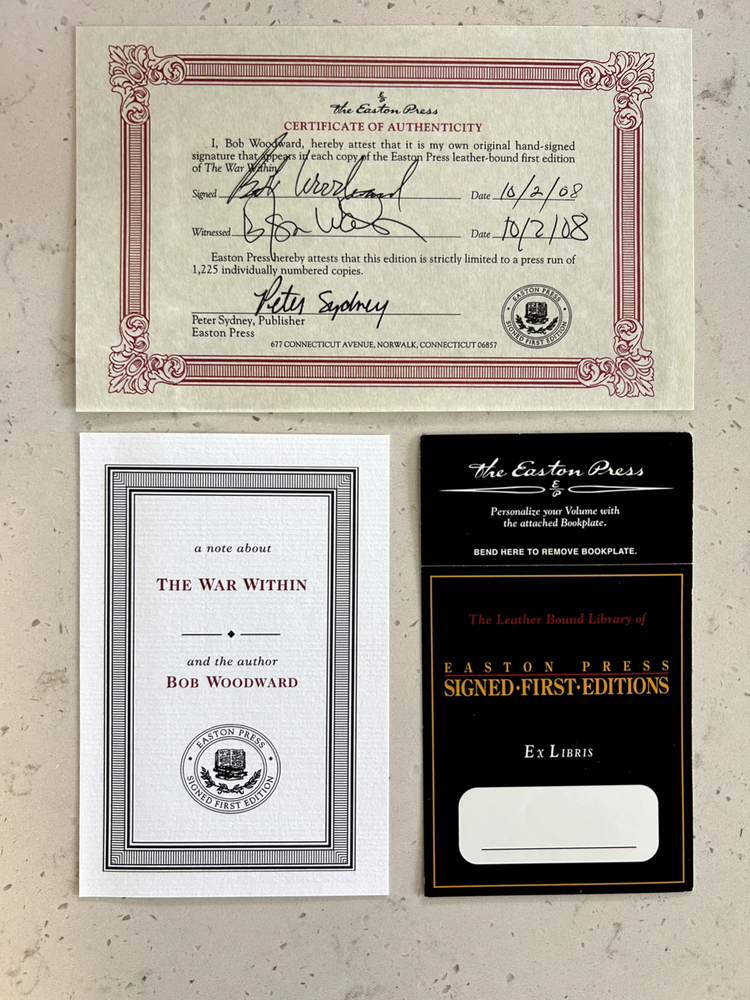 The Easton Press
CERTIFICATE OF AUTHENTICITY
I, Bob Woodward, hereby attest that it is my own original hand-signed
signature that appears in each copy of the Easton Press leather-bound first edition
of The War Within.
Signed Bob Woodward Date 10/2/08
Witnessed Date 10/2/08
Easton Press hereby attests that this edition is strictly limited to a press run of
1,225 individually numbered copies.
Peter Sydney
Peter Sydney, Publisher
Easton Press
677 CONNECTICUT AVENUE, NORWALK, CONNECTICUT 06857
EASTON PRESS
SIGNED FIRST EDITION
a note about
THE WAR WITHIN
and the author
BOB WOODWARD
EASTON PRESS
SIGNED FIRST EDITION
The Easton Press
E
P
Personalize your Volume with
the attached Bookplate.
BEND HERE TO REMOVE BOOKPLATE.
The Leather Bound Library of
EASTON PRESS
SIGNED·FIRST·EDITIONS
EX LIBRIS